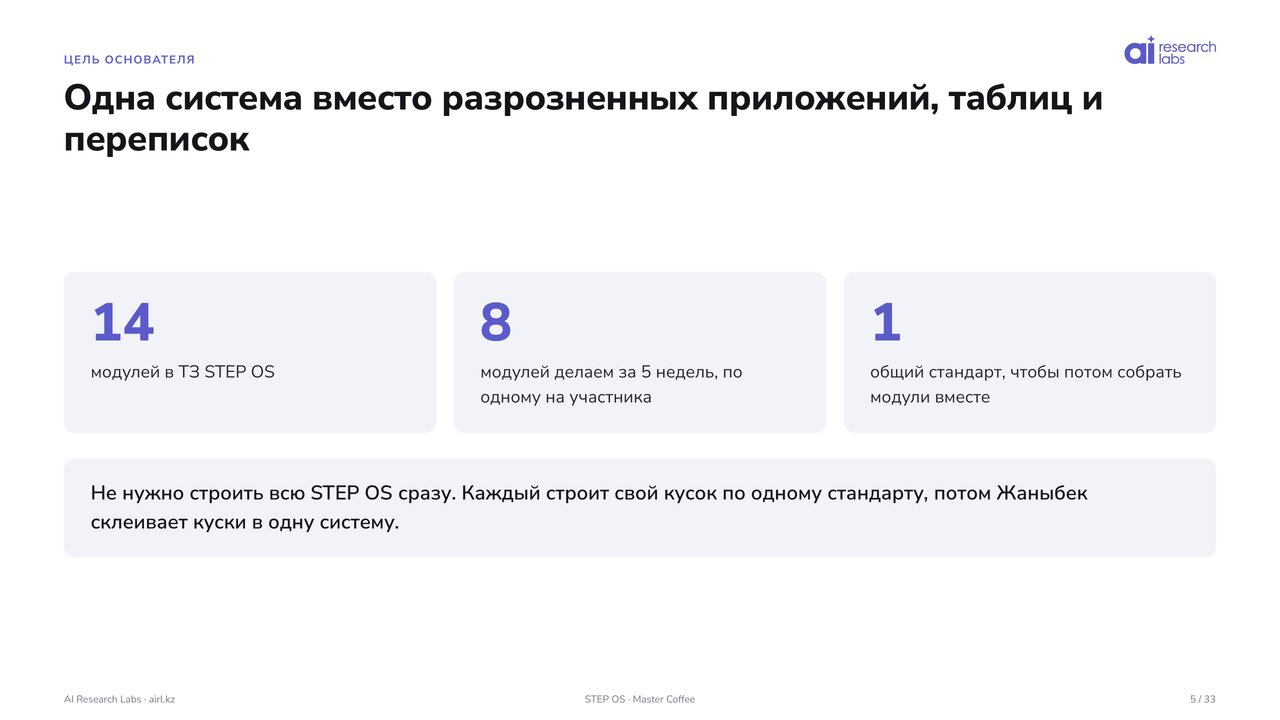 ЦЕЛЬ ОСНОВАТЕЛЯ
ai research labs
Одна система вместо разрозненных приложений, таблиц и
переписок
14
модулей в ТЗ STEP OS
8
модулей делаем за 5 недель, по
одному на участника
1
общий стандарт, чтобы потом собрать
модули вместе
Не нужно строить всю STEP OS сразу. Каждый строит свой кусок по одному стандарту, потом Жаныбек
склеивает куски в одну систему.
AI Research Labs · airl.kz
STEP OS · Master Coffee
5 / 33